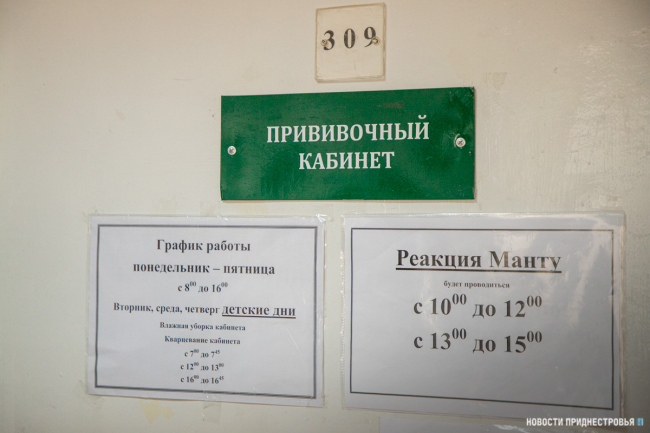 309
ПРИВИВОЧНЫЙ
КАБИНЕТ
График работы
понедельник – пятница
с 8⁰⁰ до 16⁰⁰
Вторник, среда, четверг детские дни
Влажная уборка кабинета
Кварцевание кабинета
с 7⁰⁰ до 7⁴⁵
с 12⁰⁰ до 13⁰⁰
с 16⁰⁰ до 16⁴⁵
Реакция Манту
будет проводиться
с 10⁰⁰ до 12⁰⁰
с 13⁰⁰ до 15⁰⁰
НОВОСТИ ПРИДНЕСТРОВЬЯ